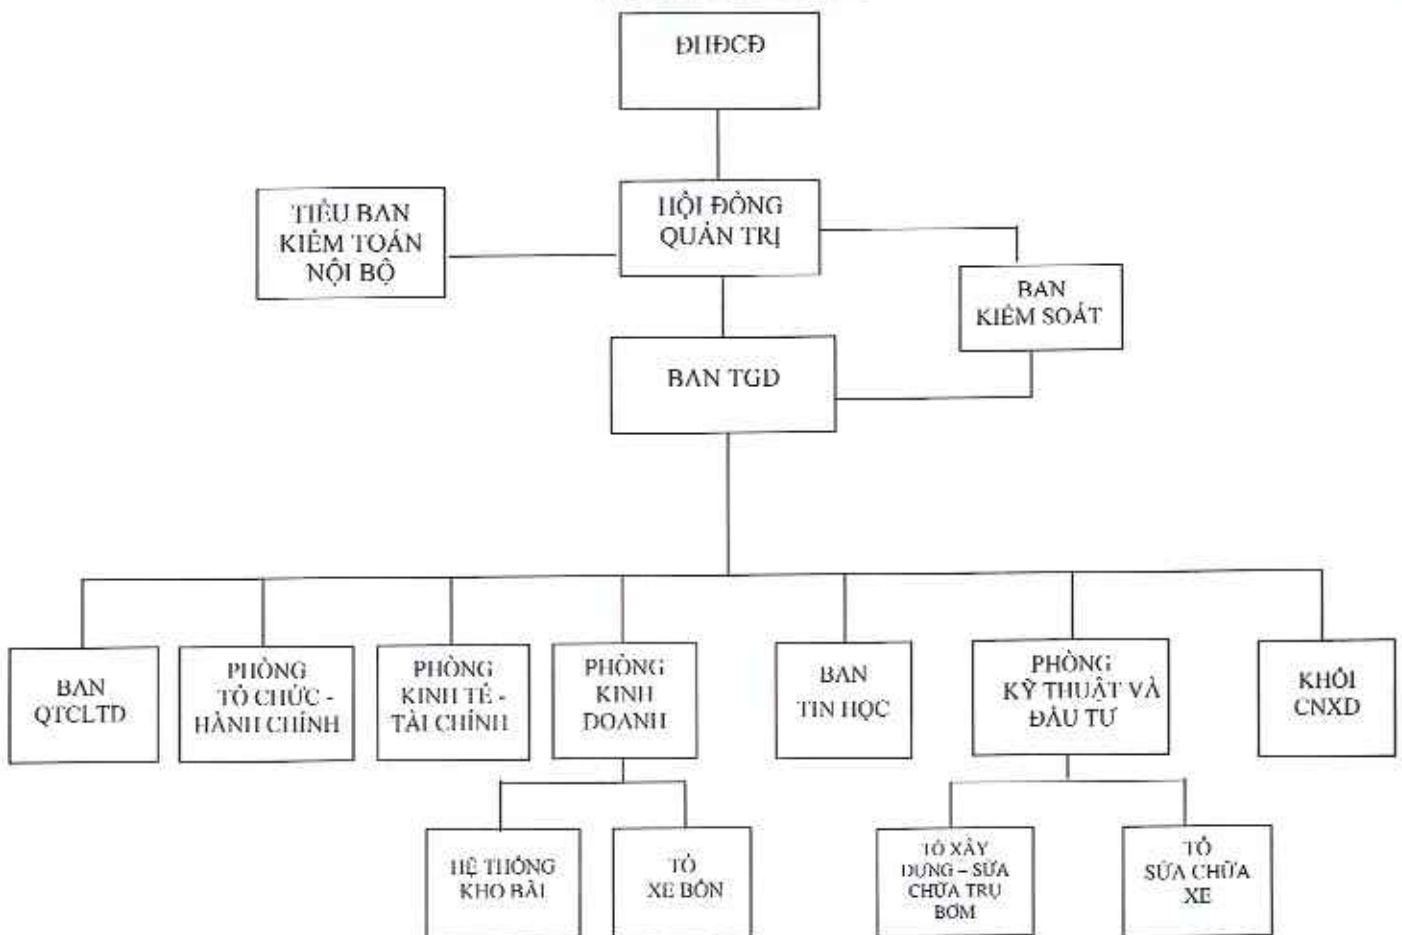 ĐHĐCĐ
HỘI ĐỒNG
QUẢN TRỊ
TIỂU BAN
KIỂM TOÁN
NỘI BỘ
BAN
KIỂM SOÁT
BAN TGD
BAN
QTCLTD
PHÒNG
TỔ CHỨC -
HÀNH CHÍNH
PHÒNG
KINH TẾ -
TÀI CHÍNH
PHÒNG
KINH
DOANH
BAN
TIN HỌC
PHÒNG
KỸ THUẬT VÀ
ĐẦU TƯ
KHỐI
CNXD
HỆ THỐNG
KHO BÃI
TỔ
XE BỒN
TỔ XÂY
DỰNG – SỬA
CHỮA TRỤ
BƠM
TỔ
SỬA CHỮA
XE